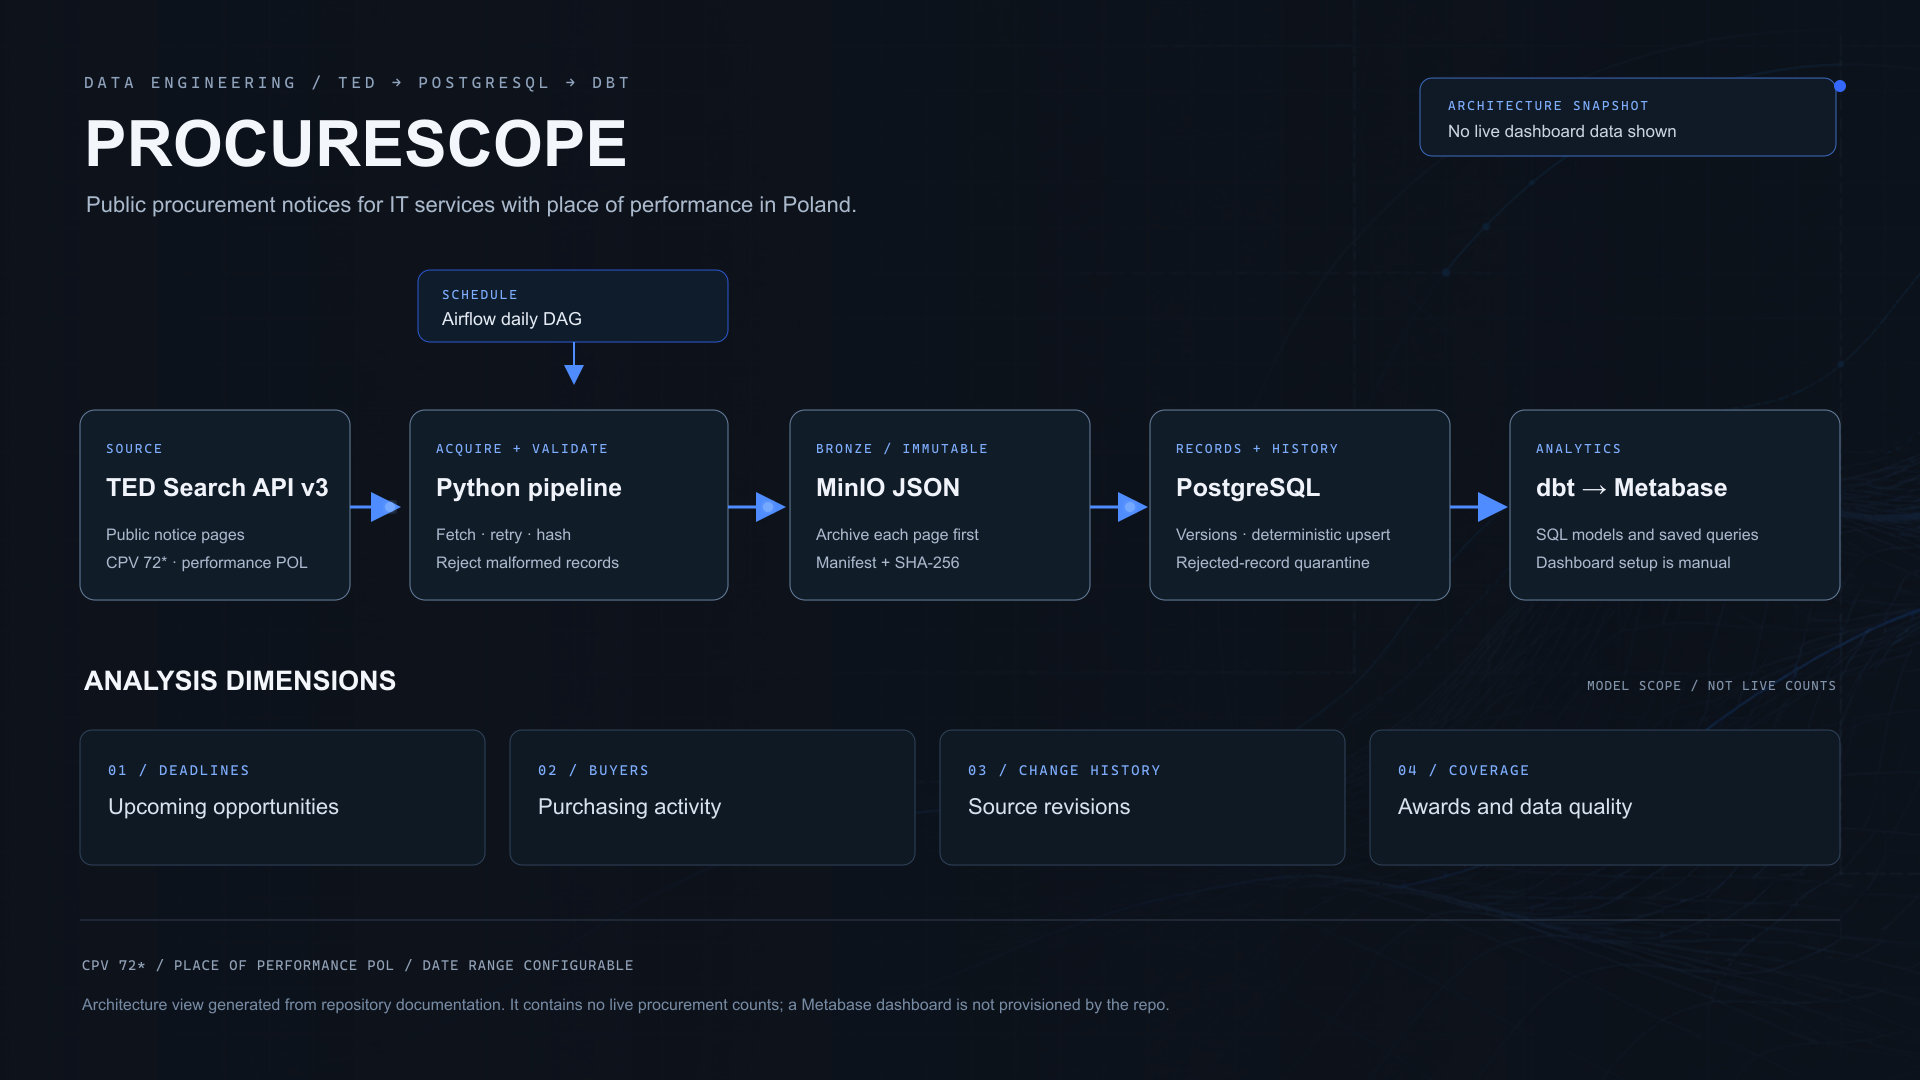 DATA ENGINEERING / TED → POSTGRESQL → DBT
PROCURESCOPE
Public procurement notices for IT services with place of performance in Poland.
ARCHITECTURE SNAPSHOT
No live dashboard data shown
SCHEDULE
Airflow daily DAG
SOURCE
TED Search API v3
Public notice pages
CPV 72* · performance POL
ACQUIRE + VALIDATE
Python pipeline
Fetch · retry · hash
Reject malformed records
BRONZE / IMMUTABLE
MinIO JSON
Archive each page first
Manifest + SHA-256
RECORDS + HISTORY
PostgreSQL
Versions · deterministic upsert
Rejected-record quarantine
ANALYTICS
dbt → Metabase
SQL models and saved queries
Dashboard setup is manual
ANALYSIS DIMENSIONS
MODEL SCOPE / NOT LIVE COUNTS
01 / DEADLINES
Upcoming opportunities
02 / BUYERS
Purchasing activity
03 / CHANGE HISTORY
Source revisions
04 / COVERAGE
Awards and data quality
CPV 72* / PLACE OF PERFORMANCE POL / DATE RANGE CONFIGURABLE
Architecture view generated from repository documentation. It contains no live procurement counts; a Metabase dashboard is not provisioned by the repo.